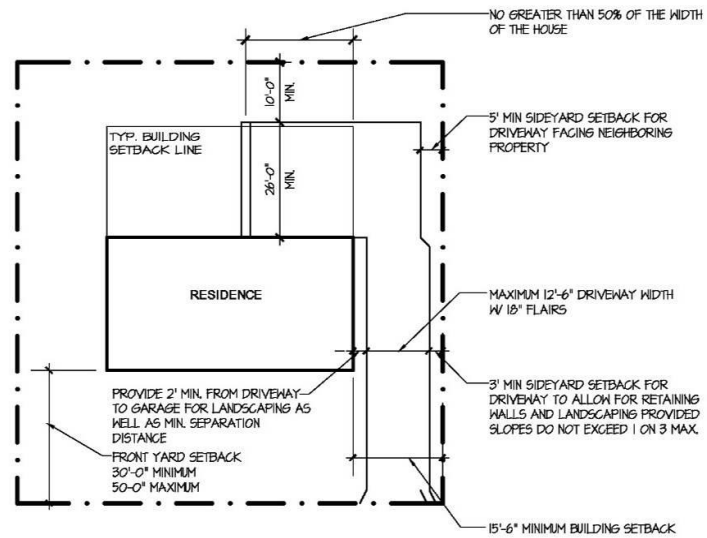 NO GREATER THAN 50% OF THE WIDTH
OF THE HOUSE
10'-0"
MIN.
TYP. BUILDING
SETBACK LINE
26'-0"
MIN.
5' MIN SIDEYARD SETBACK FOR
DRIVEWAY FACING NEIGHBORING
PROPERTY
RESIDENCE
MAXIMUM 12'-6" DRIVEWAY WIDTH
W/ 18" FLAIRS
PROVIDE 2' MIN. FROM DRIVEWAY
TO GARAGE FOR LANDSCAPING AS
WELL AS MIN. SEPARATION
DISTANCE
3' MIN SIDEYARD SETBACK FOR
DRIVEWAY TO ALLOW FOR RETAINING
WALLS AND LANDSCAPING PROVIDED
SLOPES DO NOT EXCEED 1 ON 3 MAX.
FRONT YARD SETBACK
30'-0" MINIMUM
50-0" MAXIMUM
15'-6" MINIMUM BUILDING SETBACK